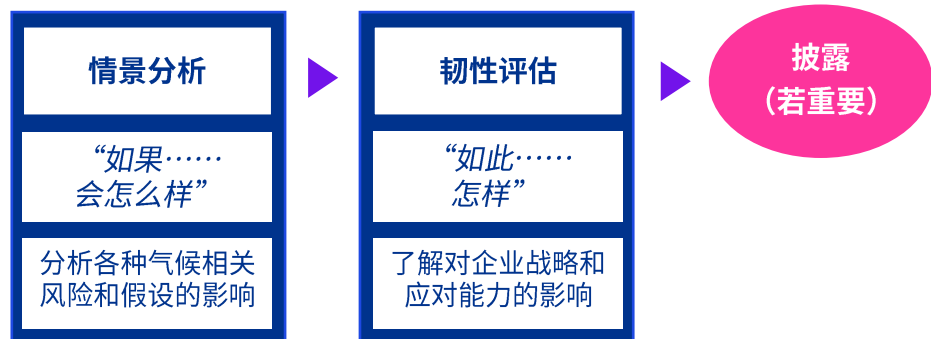 情景分析
“如果……
会怎么样”
分析各种气候相关
风险和假设的影响
韧性评估
“如此……
怎样”
了解对企业战略和
应对能力的影响
披露
（若重要）